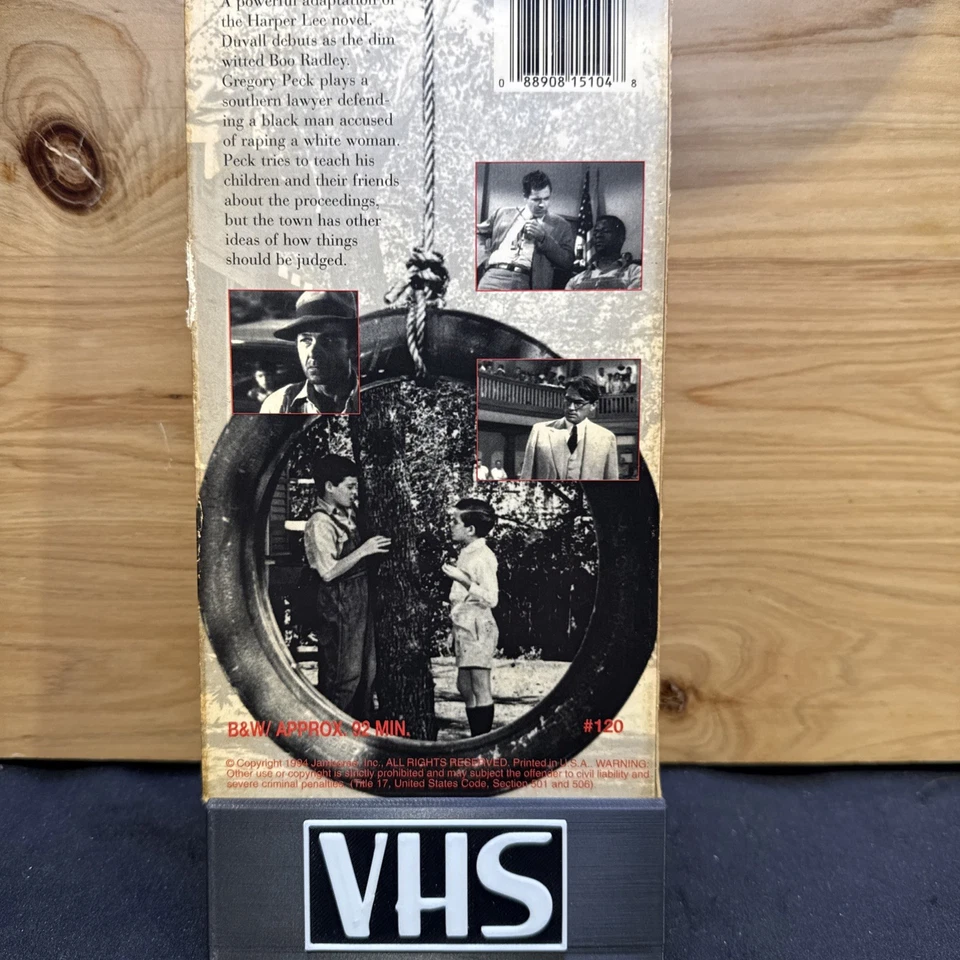 A powerful adaptation of
the Harper Lee novel.
Duvall debuts as the dim
witted Boo Radley.
Gregory Peck plays a
southern lawyer defend-
ing a black man accused
of raping a white woman.
Peck tries to teach his
children and their friends
about the proceedings,
but the town has other
ideas of how things
should be judged.
0 88908 15104 8
B&W/ APPROX. 92 MIN.
#120
© Copyright 1994 Jambalaya, Inc., ALL RIGHTS RESERVED. Printed in U.S.A.. WARNING:
Other use or copyright is strictly prohibited and may subject the offender to civil liability and
severe criminal penalties. (Title 17, United States Code, Section 501 and 506)
VHS